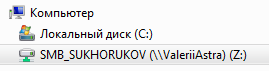 Компьютер
Локальный диск (C:)
SMB_SUKHORUKOV (\\ValeriiAstra) (Z:)